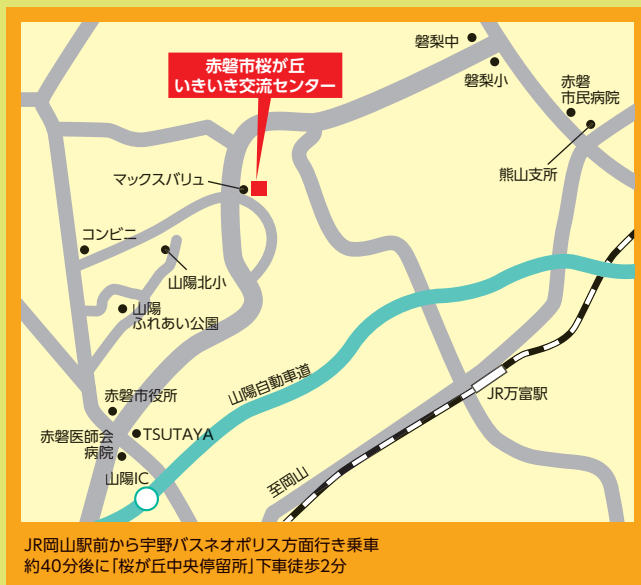 磐梨中
赤磐市桜が丘
いきいき交流センター
磐梨小
赤磐
市民病院
熊山支所
マックスバリュ
コンビニ
山陽北小
山陽
ふれあい公園
山陽自動車道
JR万富駅
赤磐市役所
TSUTAYA
赤磐医師会
病院
山陽IC
至岡山
JR岡山駅前から宇野バスネオポリス方面行き乗車
約40分後に「桜が丘中央停留所」下車徒歩2分